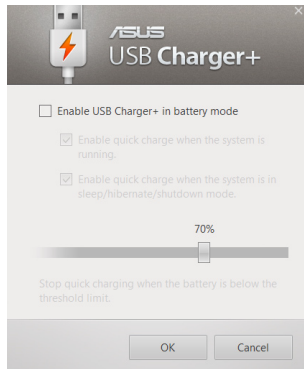 ASUS
USB Charger+
Enable USB Charger+ in battery mode
Enable quick charge when the system is
running.
Enable quick charge when the system is in
sleep/hibernate/shutdown mode.
70%
Stop quick charging when the battery is below the
threshold limit.
OK Cancel